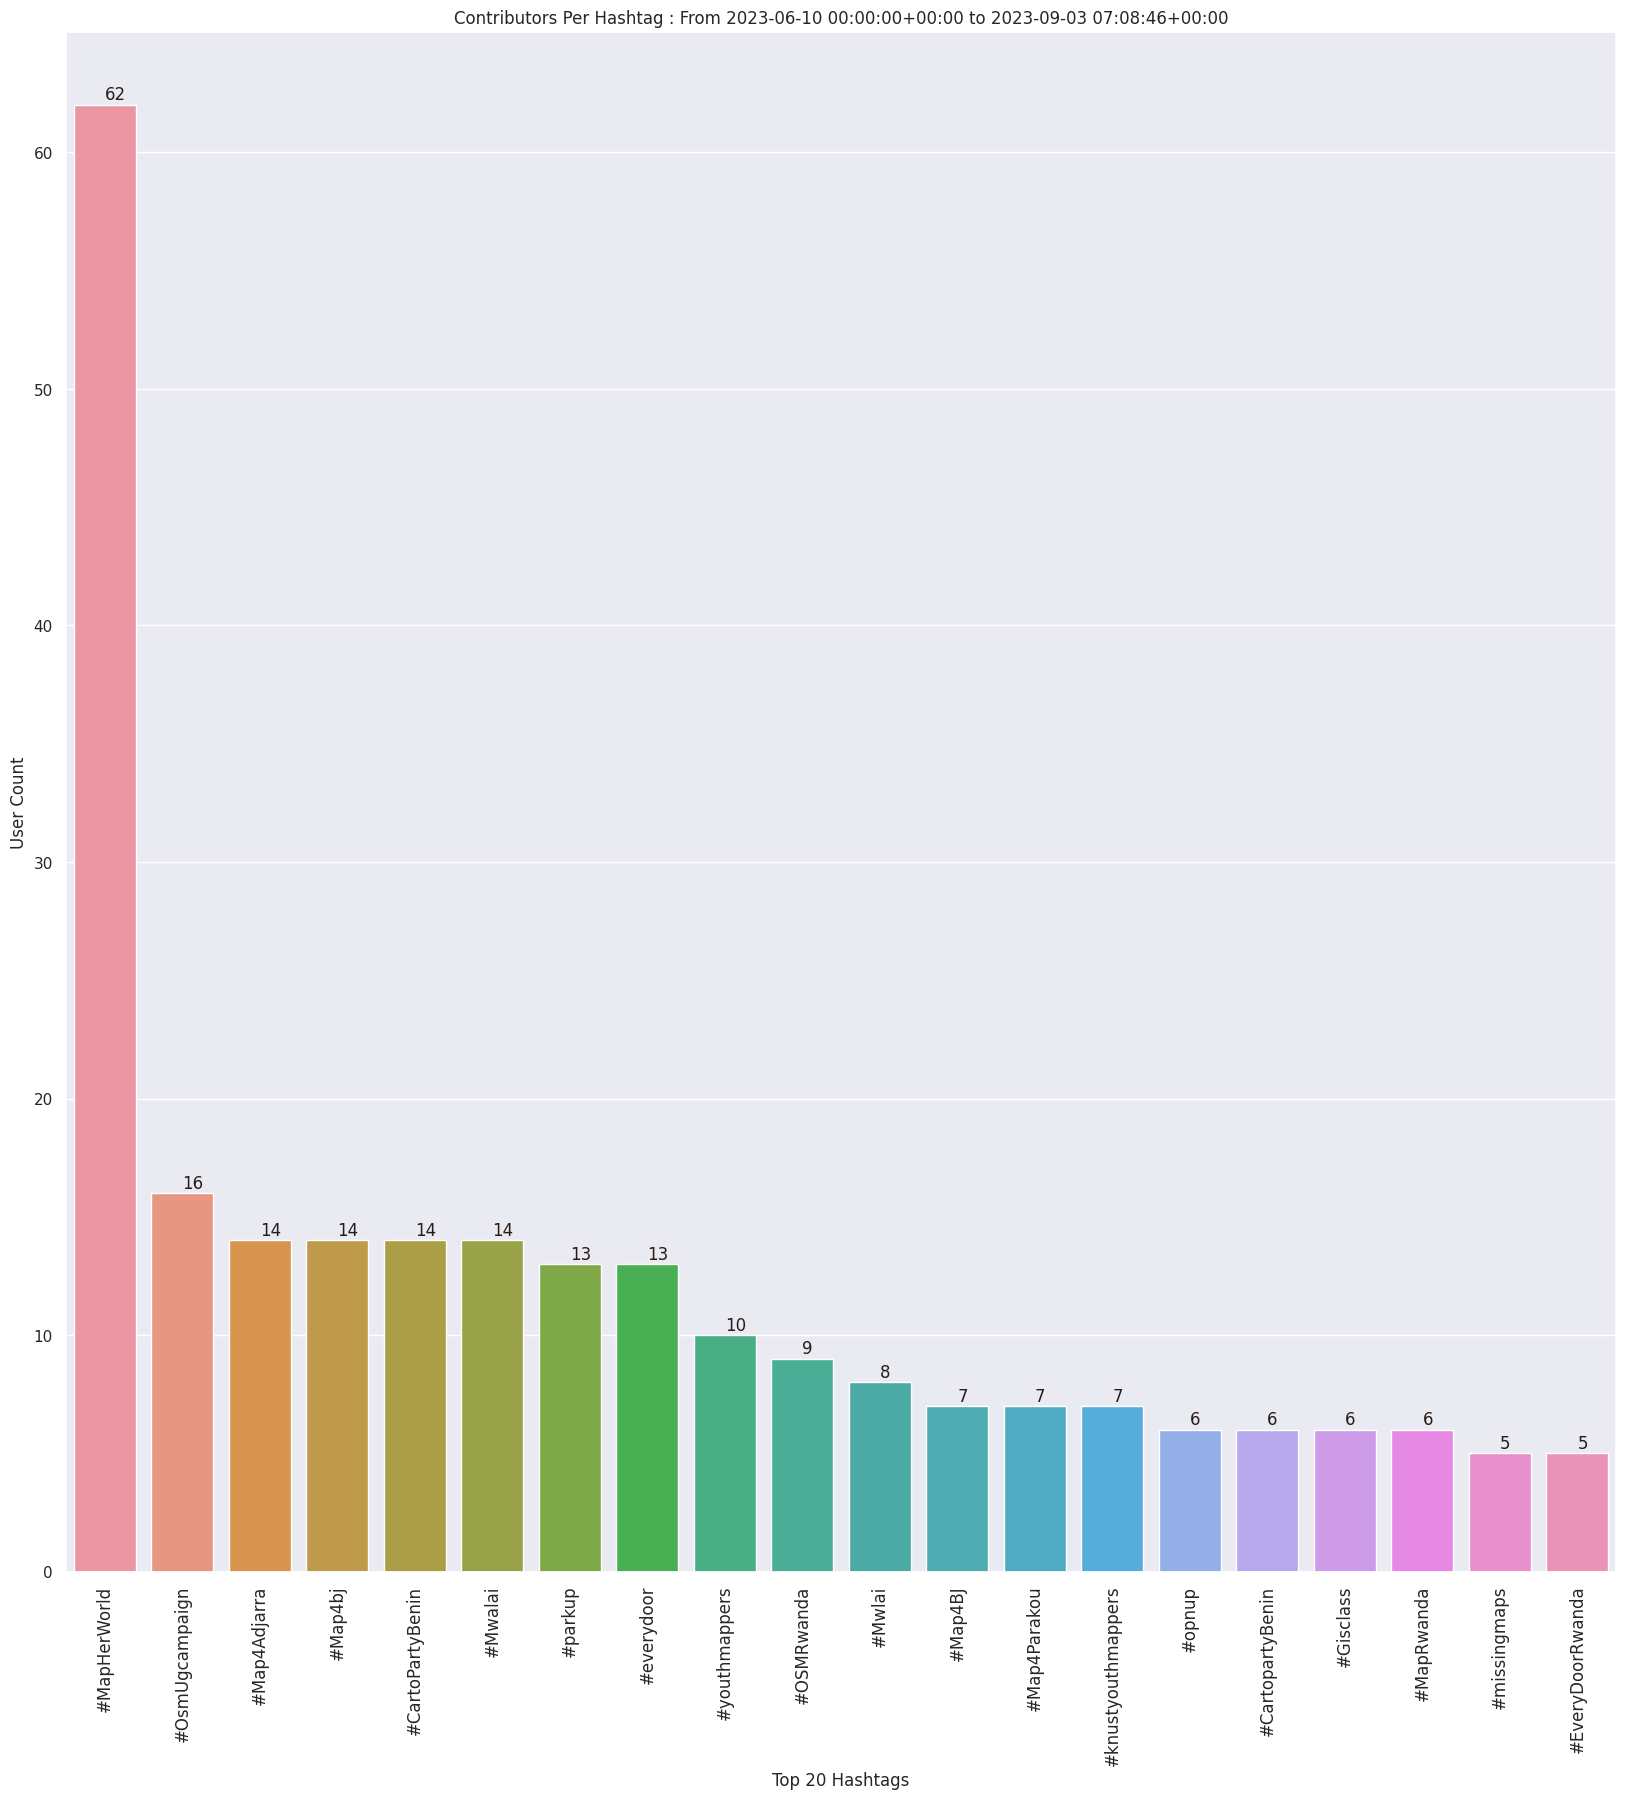 Contributors Per Hashtag : From 2023-06-10 00:00:00+00:00 to 2023-09-03 07:08:46+00:00
User Count
60
50
40
30
20
10
0
62
16
14
14
14
14
13
13
10
9
8
7
7
7
6
6
6
6
5
5
#MapHerWorld
#OsmUgcampaign
#Map4Adjarra
#Map4bj
#CartoPartyBenin
#Mwalai
#parkup
#everydoor
#youthmappers
#OSMRwanda
#Mwlai
#Map4BJ
#Map4Parakou
#knustyouthmappers
#opnup
#CartopartyBenin
#Gisclass
#MapRwanda
#missingmaps
#EveryDoorRwanda
Top 20 Hashtags